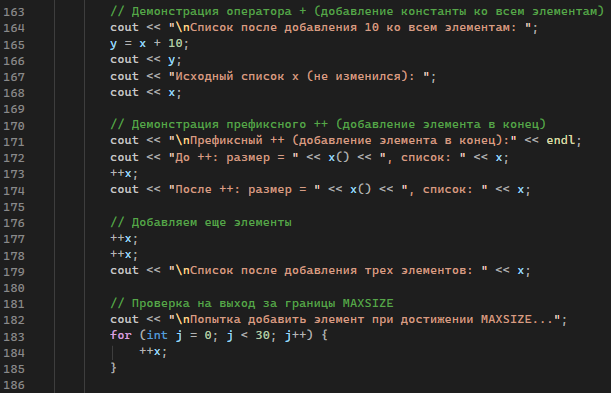 163 // Демонстрация оператора + (добавление константы ко всем элементам)
164 cout << "\nСписок после добавления 10 ко всем элементам: ";
165 y = x + 10;
166 cout << y;
167 cout << "Исходный список x (не изменился): ";
168 cout << x;
169
170 // Демонстрация префиксного ++ (добавление элемента в конец)
171 cout << "\nПрефиксный ++ (добавление элемента в конец):" << endl;
172 cout << "До ++: размер = " << x() << ", список: " << x;
173 ++x;
174 cout << "После ++: размер = " << x() << ", список: " << x;
175
176 // Добавляем еще элементы
177 ++x;
178 ++x;
179 cout << "\nСписок после добавления трех элементов: " << x;
180
181 // Проверка на выход за границы MAXSIZE
182 cout << "\nПопытка добавить элемент при достижении MAXSIZE...";
183 for (int j = 0; j < 30; j++) {
184 ++x;
185 }
186